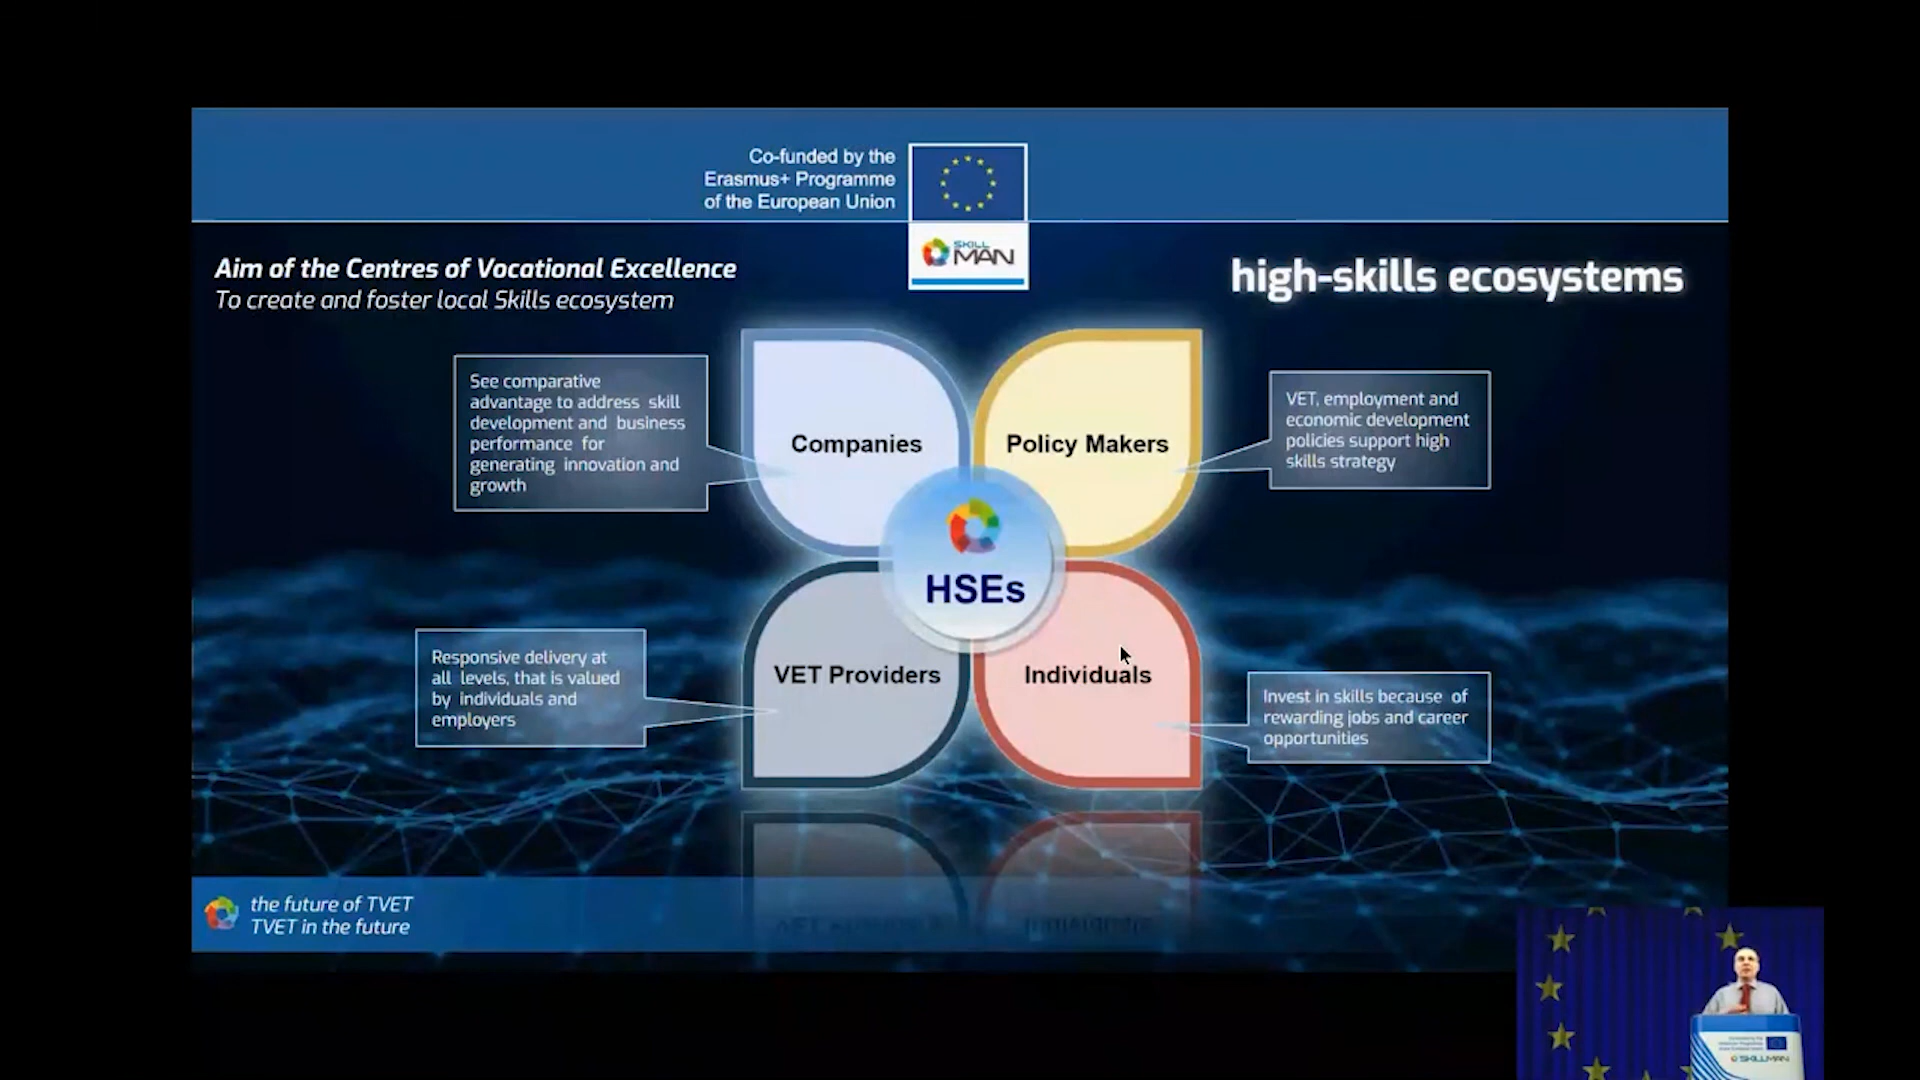 Co-funded by the
Erasmus+ Programme
of the European Union
SKILL
MAN
Aim of the Centres of Vocational Excellence
To create and foster local Skills ecosystem
high-skills ecosystems
See comparative
advantage to address skill
development and business
performance for
generating innovation and
growth
Companies
Policy Makers
VET, employment and
economic development
policies support high
skills strategy
HSEs
Responsive delivery at
all levels, that is valued
by individuals and
employers
VET Providers
Individuals
Invest in skills because of
rewarding jobs and career
opportunities
the future of TVET
TVET in the future
SKILLMAN